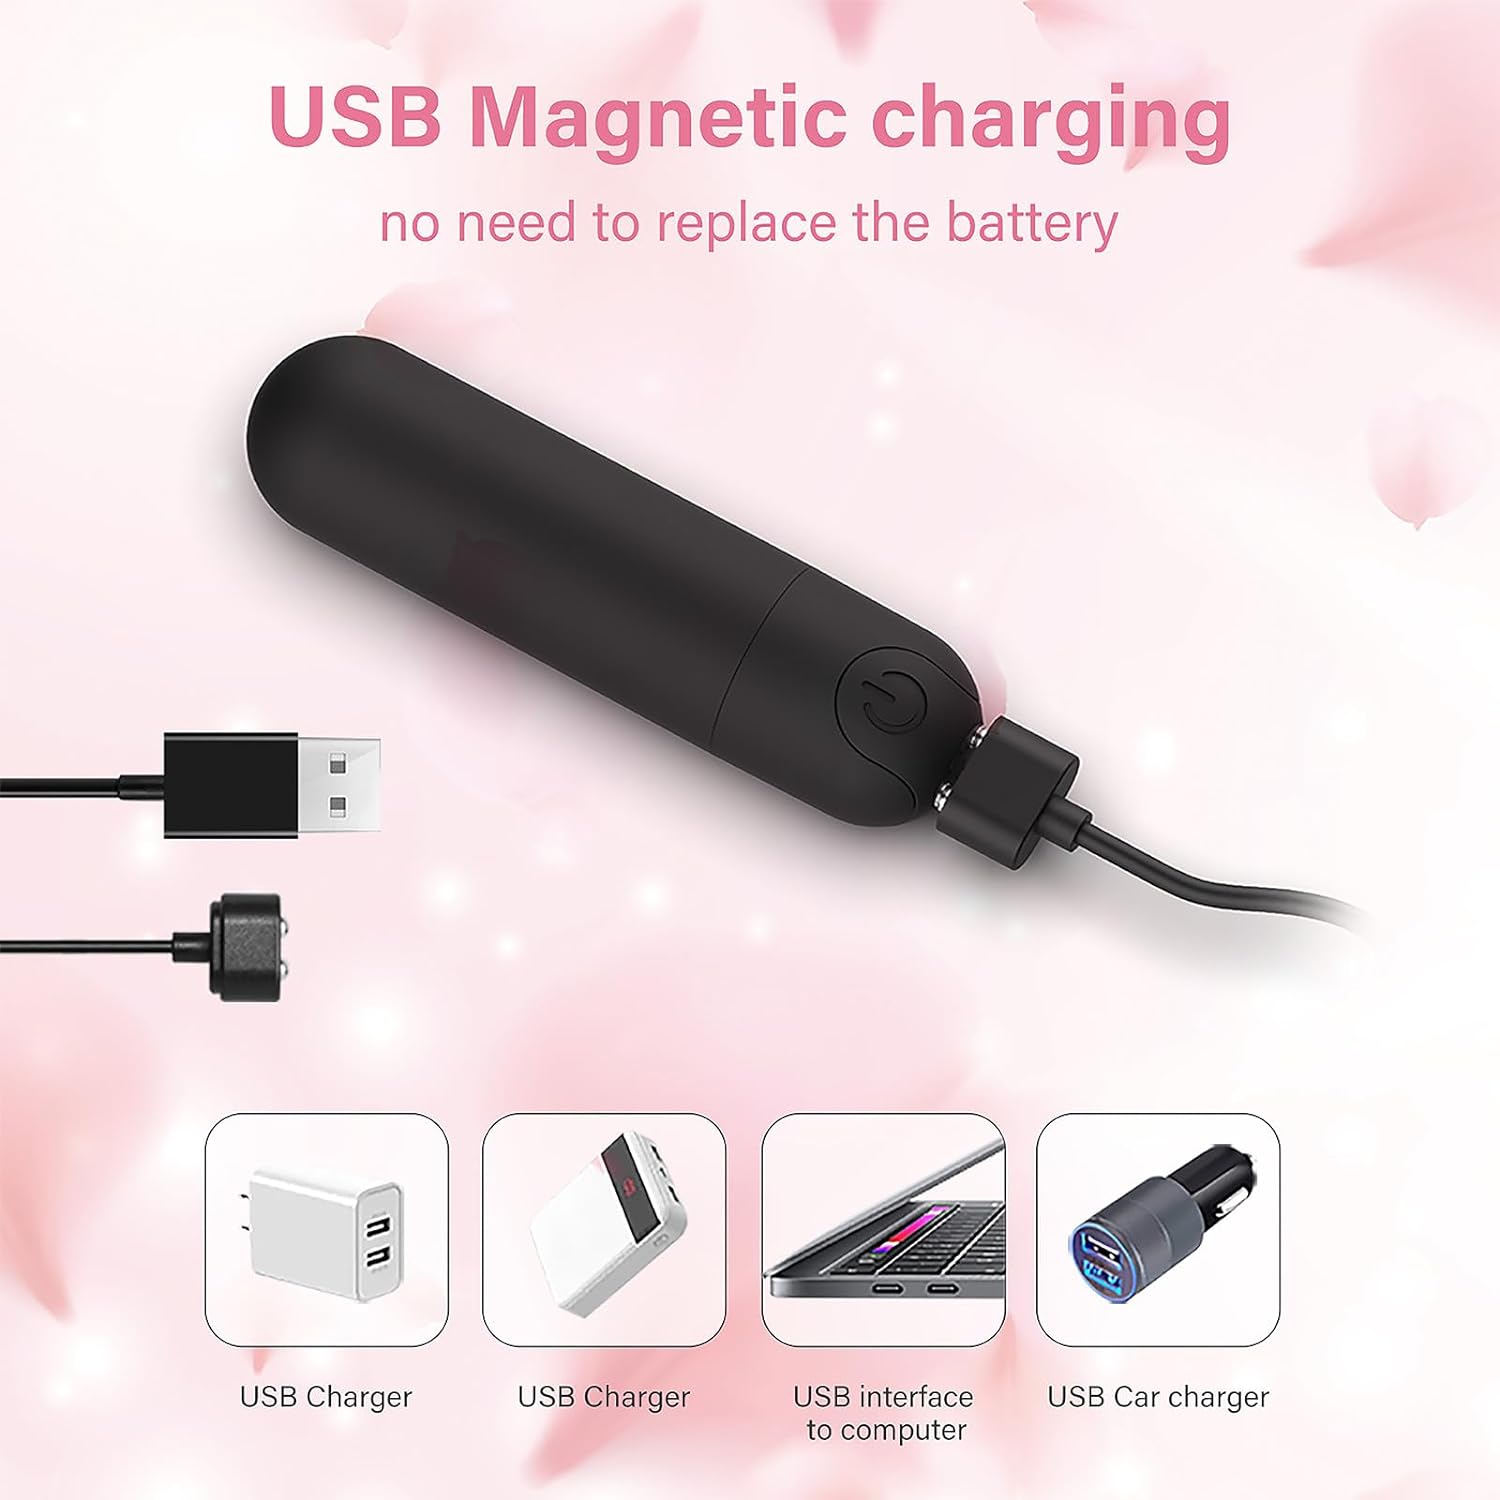 USB Magnetic charging
no need to replace the battery
USB Charger
USB Charger
USB interface
to computer
USB Car charger